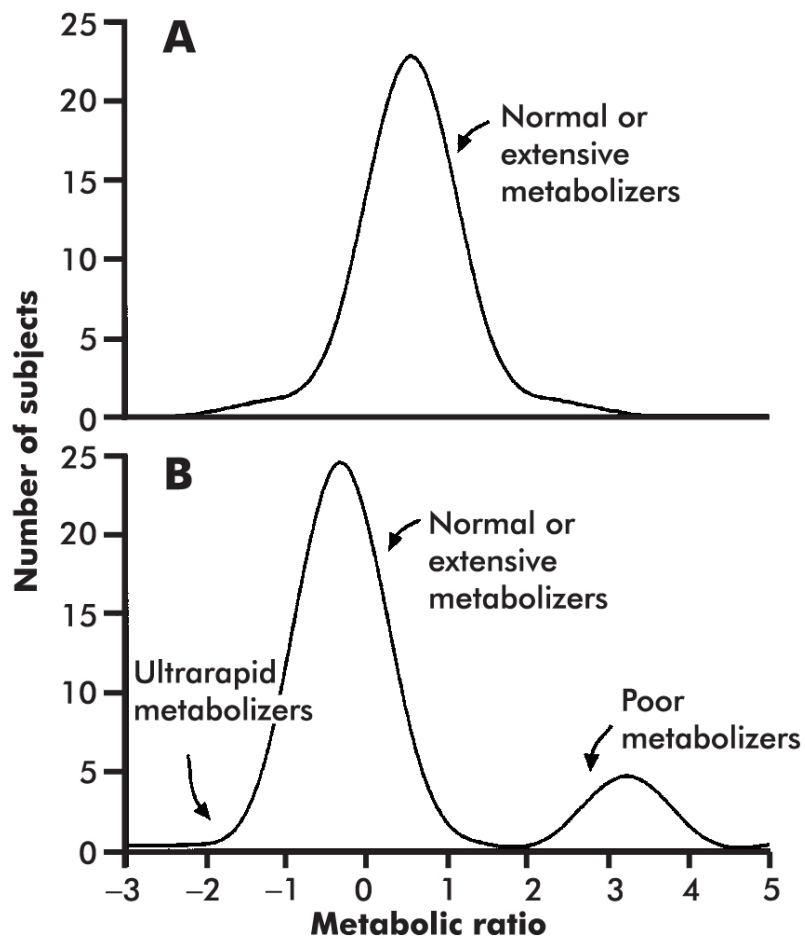 A
25
20
15
10
5
0
Normal or
extensive
metabolizers
Number of subjects
B
25
20
15
10
5
0
Normal or
extensive
metabolizers
Ultrarapid
metabolizers
Poor
metabolizers
–3 –2 –1 0 1 2 3 4 5
Metabolic ratio